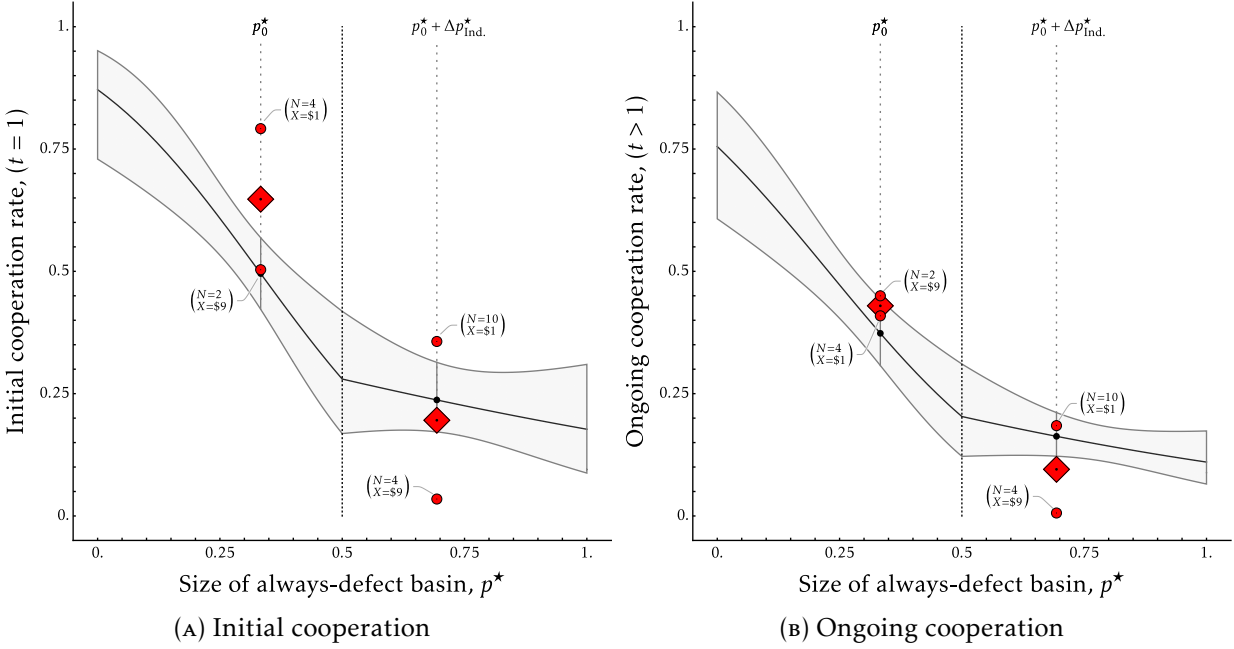 p₀★
p₀★ + Δp★Ind.
1.
0.75
0.5
0.25
0.
(N=4 X=$1)
(N=2 X=$9)
(N=10 X=$1)
(N=4 X=$9)
0.
0.25
0.5
0.75
1.
Initial cooperation rate, (t = 1)
Size of always-defect basin, p★
(A) Initial cooperation
p₀★
p₀★ + Δp★Ind.
1.
0.75
0.5
0.25
0.
(N=2 X=$9)
(N=4 X=$1)
(N=10 X=$1)
(N=4 X=$9)
0.
0.25
0.5
0.75
1.
Ongoing cooperation rate, (t > 1)
Size of always-defect basin, p★
(B) Ongoing cooperation